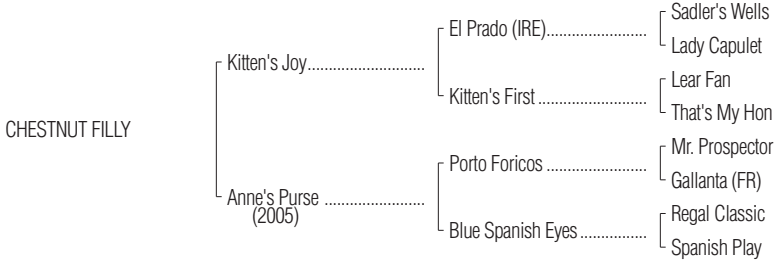 Sadler's Wells
El Prado (IRE)........................
Lady Capulet
Kitten's Joy............................
Lear Fan
Kitten's First ..........................
That's My Hon
CHESTNUT FILLY
Mr. Prospector
Porto Foricos ........................
Gallanta (FR)
Anne's Purse ........................
(2005)
Regal Classic
Blue Spanish Eyes ................
Spanish Play